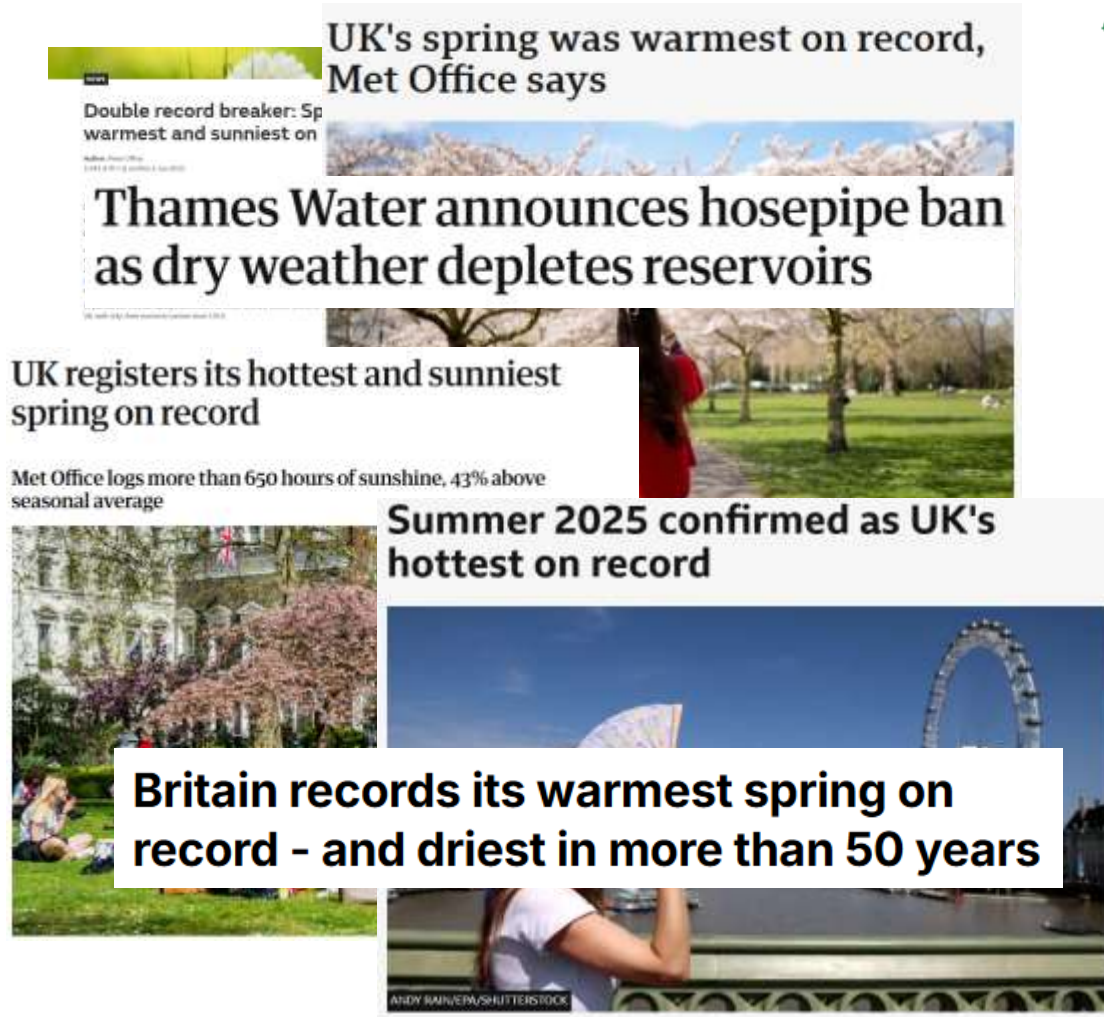 UK's spring was warmest on record,
Met Office says
NEWS
Double record breaker: Sp
warmest and sunniest on
Thames Water announces hosepipe ban
as dry weather depletes reservoirs
UK registers its hottest and sunniest
spring on record
Met Office logs more than 650 hours of sunshine, 43% above
seasonal average
Summer 2025 confirmed as UK's
hottest on record
Britain records its warmest spring on
record - and driest in more than 50 years
ANDY RAIN/EPA/SHUTTERSTOCK